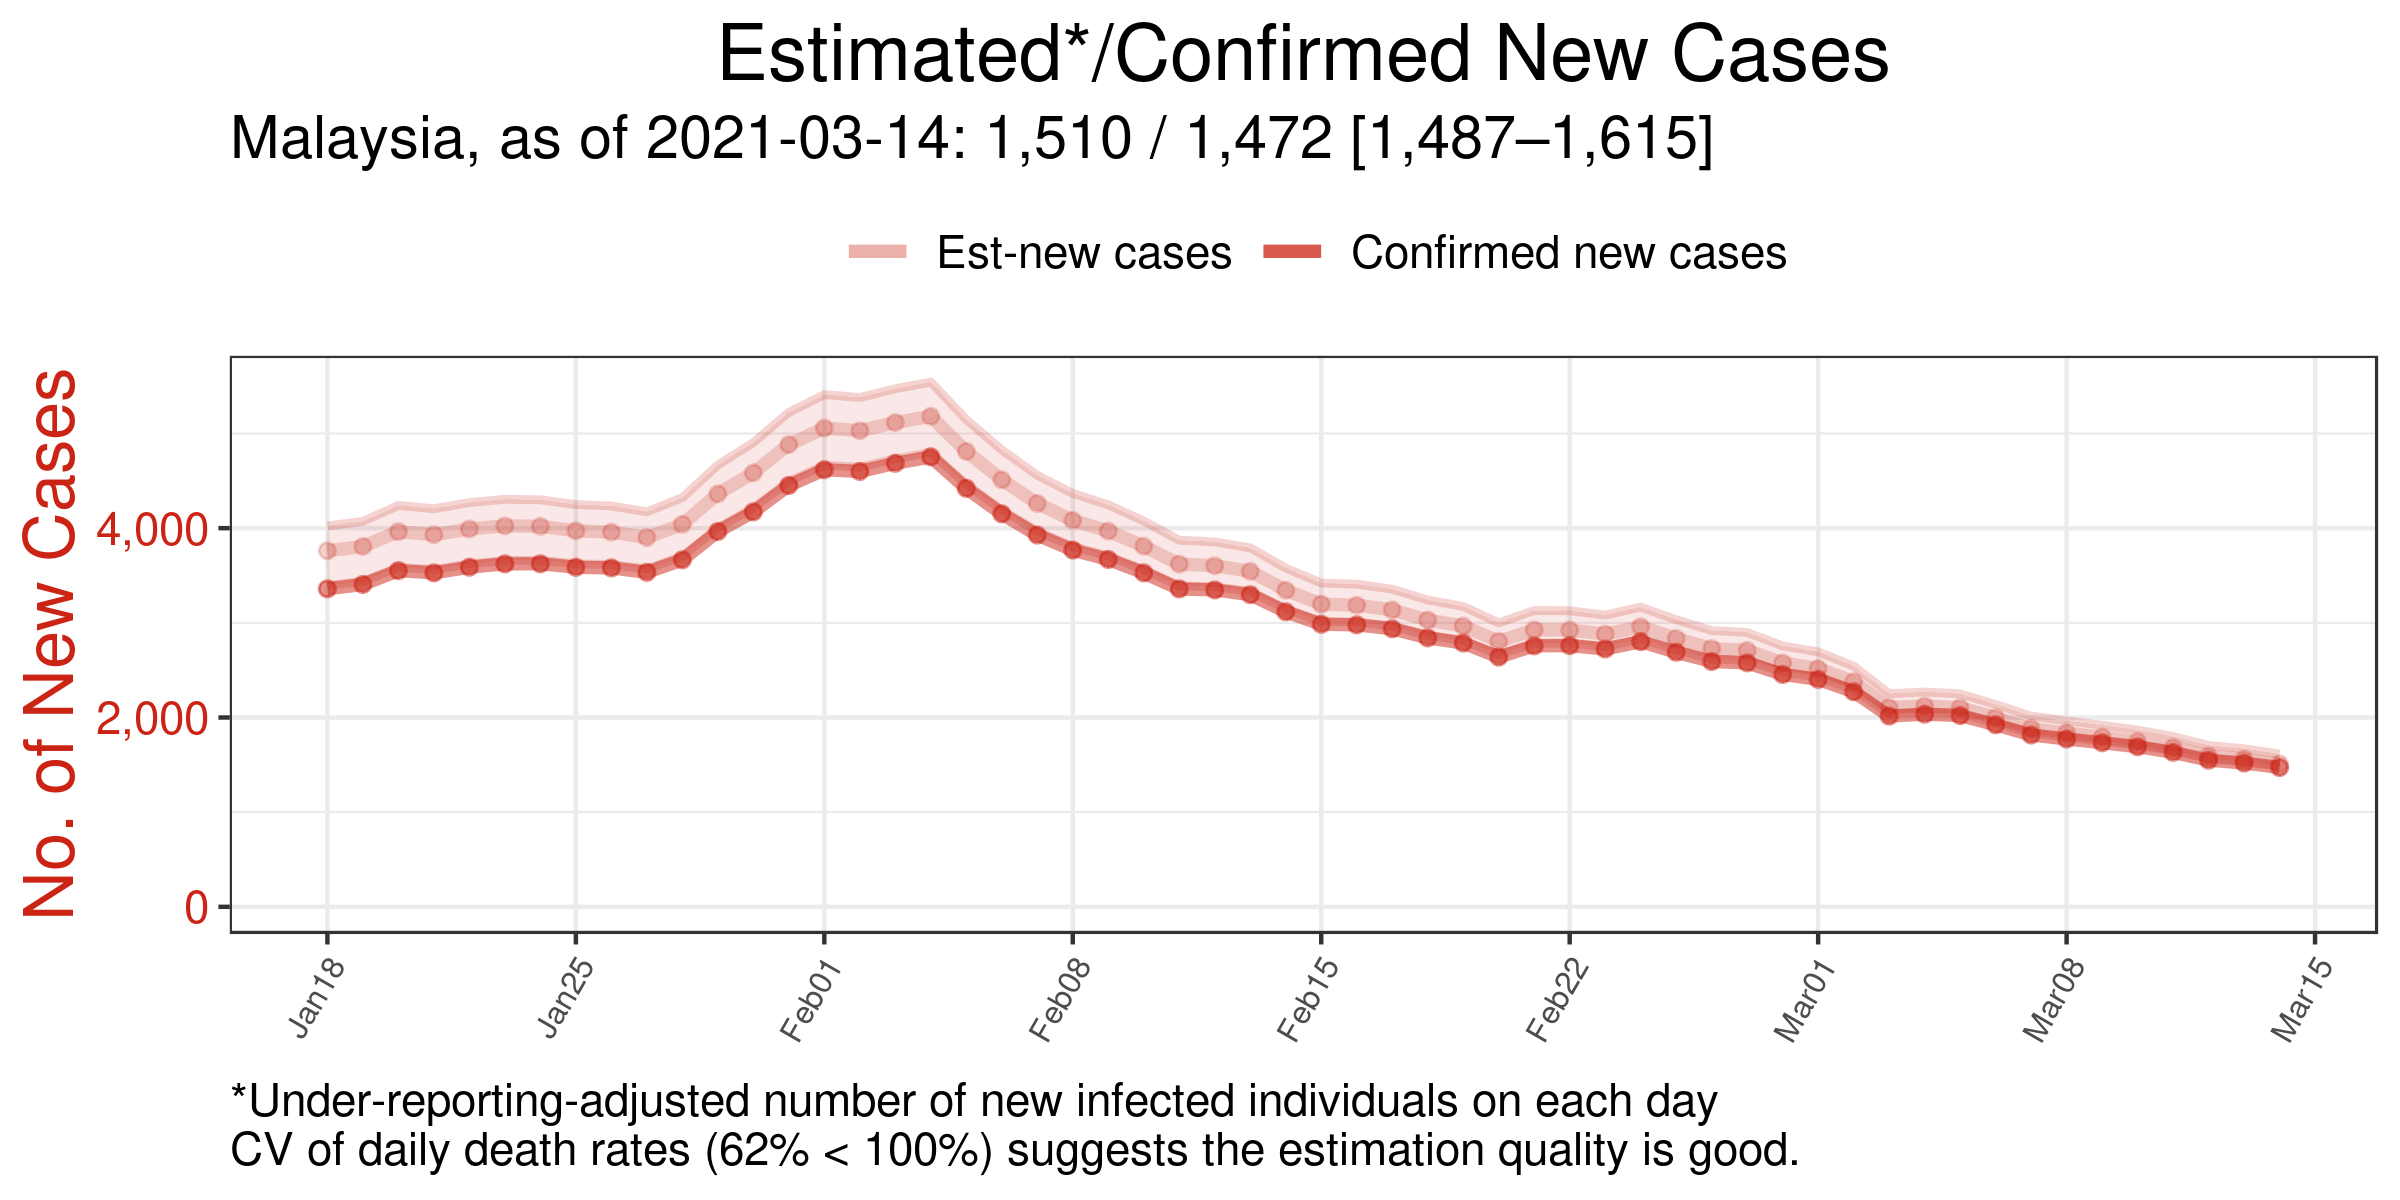 Estimated*/Confirmed New Cases
Malaysia, as of 2021-03-14: 1,510 / 1,472 [1,487–1,615]
Est-new cases
Confirmed new cases
No. of New Cases
4,000
2,000
0
Jan18
Jan25
Feb01
Feb08
Feb15
Feb22
Mar01
Mar08
Mar15
*Under-reporting-adjusted number of new infected individuals on each day
CV of daily death rates (62% < 100%) suggests the estimation quality is good.